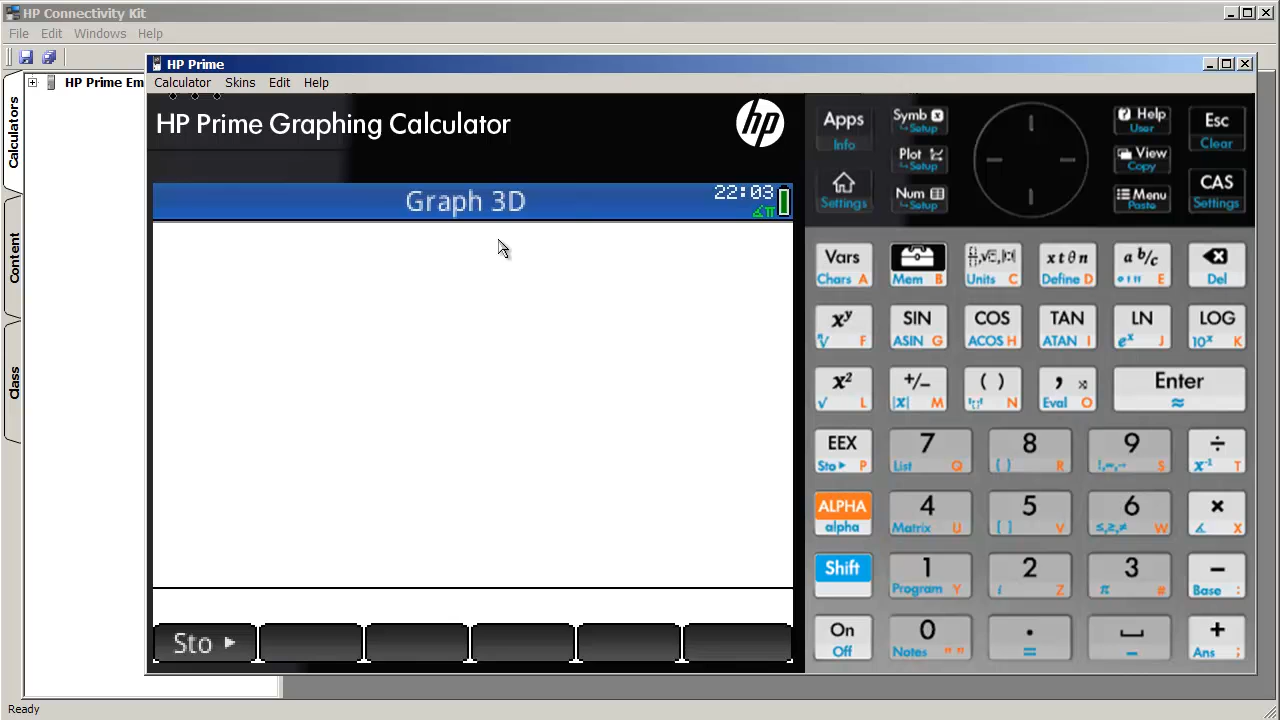 HP Connectivity Kit
File Edit Windows Help
HP Prime Em
HP Prime
Calculator Skins Edit Help
Calculators
Content
Class
HP Prime Graphing Calculator
hp
Graph 3D
22:03
∡π
Sto ►
Apps
Info
Symb
Setup
Help
User
Esc
Clear
Plot
Setup
View
Copy
Settings
Num
Setup
Menu
Paste
CAS
Settings
Vars
Chars A
Mem B
Units C
x t θ n
Define D
a b/c
E
Del
xʸ
F
SIN
ASIN G
COS
ACOS H
TAN
ATAN I
LN
eˣ J
LOG
10ˣ K
x²
√ L
+/−
|x| M
( )
N
,
Eval O
Enter
≈
EEX
Sto ► P
7
List Q
8
{ } R
9
!,∞,→ S
÷
x⁻¹ T
ALPHA
alpha
4
Matrix U
5
[ ] V
6
≤,≥,≠ W
×
∡ X
Shift
1
Program Y
2
i Z
3
π #
−
Base :
On
Off
0
Notes " "
.
=
_
+
Ans ;
Ready